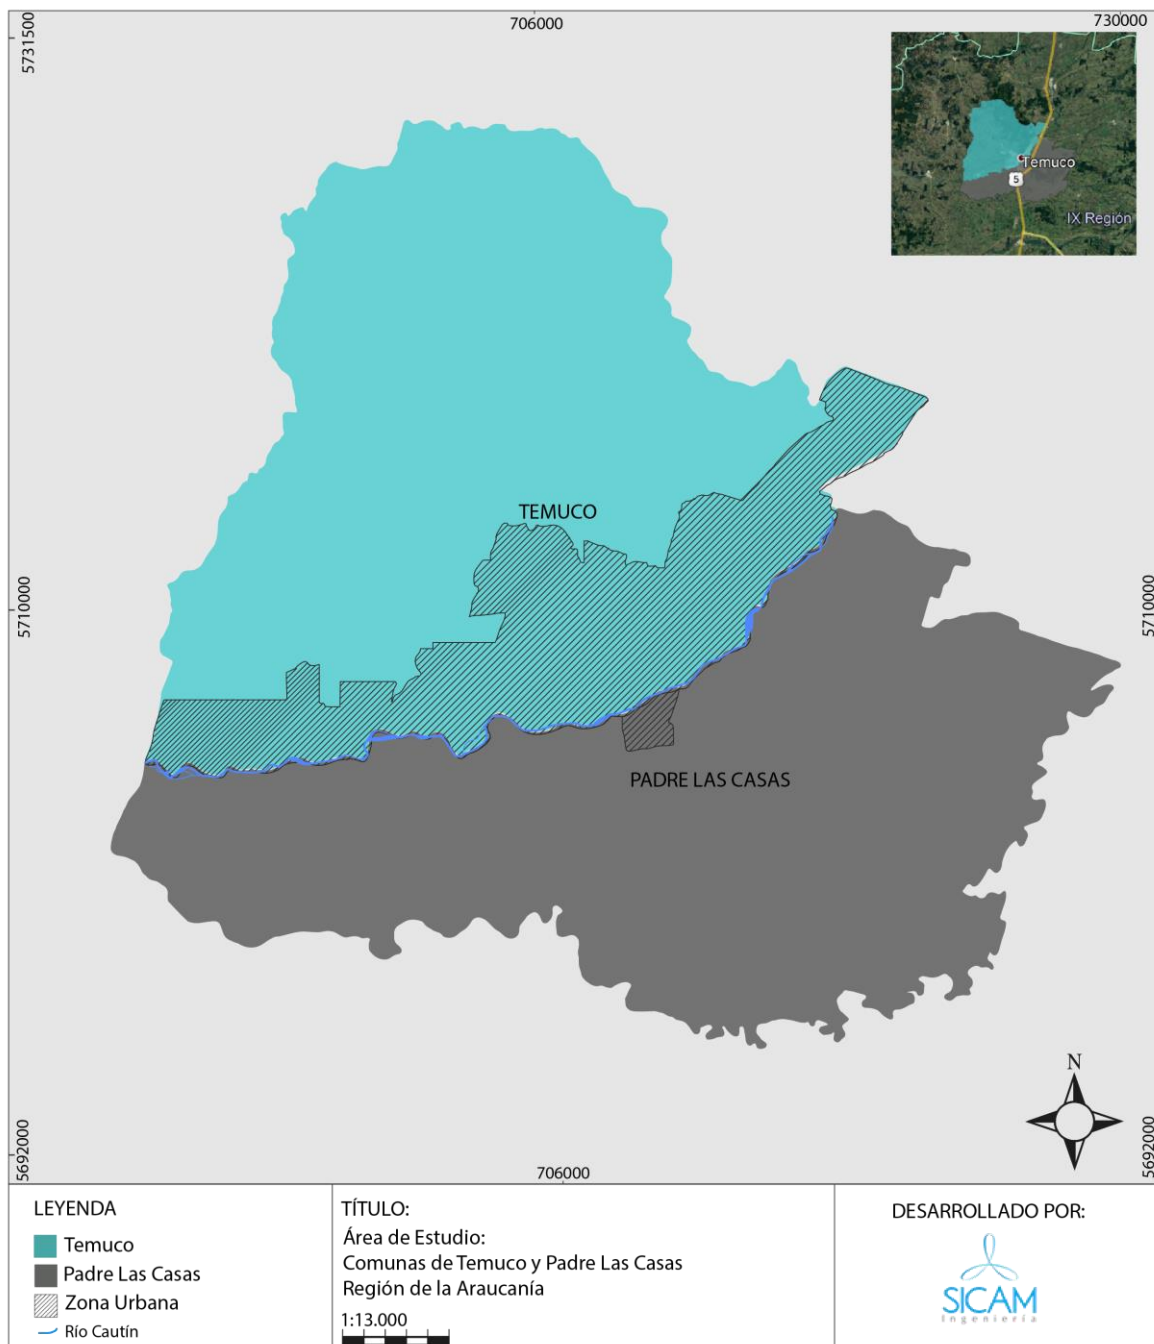 706000
730000
5731500
Temuco
5
IX Región
TEMUCO
5710000
5710000
PADRE LAS CASAS
N
5692000
5692000
706000
LEYENDA
Temuco
Padre Las Casas
Zona Urbana
Río Cautín
TÍTULO:
Área de Estudio:
Comunas de Temuco y Padre Las Casas
Región de la Araucanía
1:13.000
DESARROLLADO POR:
SICAM
Ingeniería